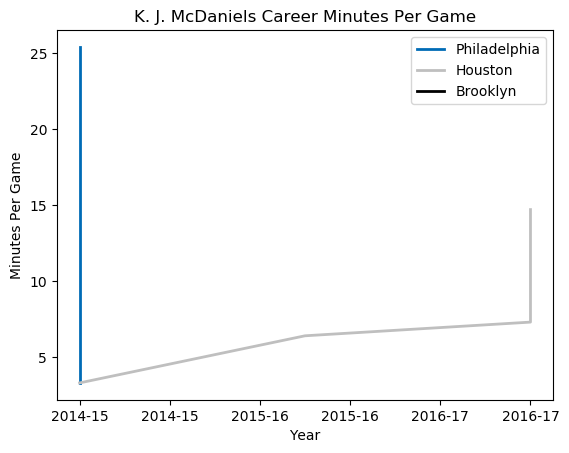 K. J. McDaniels Career Minutes Per Game
Philadelphia
Houston
Brooklyn
Minutes Per Game
25
20
15
10
5
2014-15 2014-15 2015-16 2015-16 2016-17 2016-17
Year